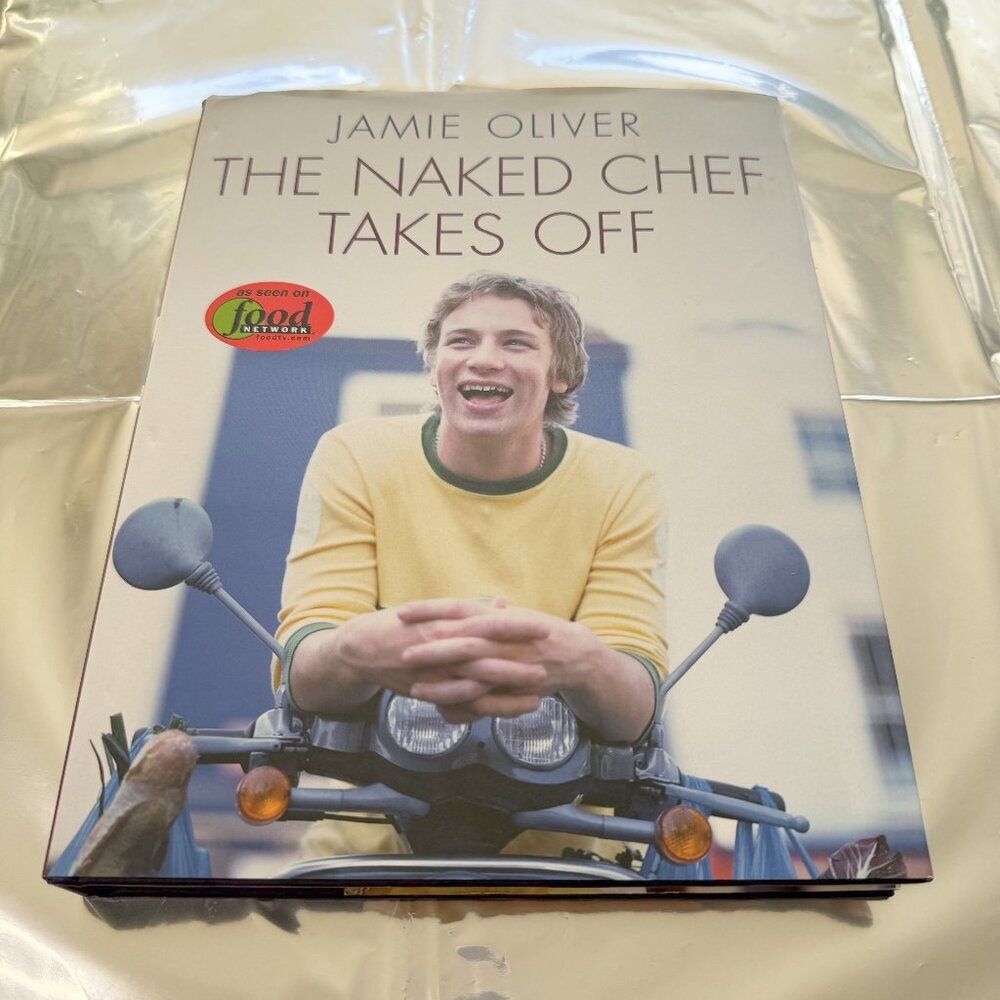 JAMIE OLIVER
THE NAKED CHEF
TAKES OFF
as seen on
food
NETWORK
foodtv.com